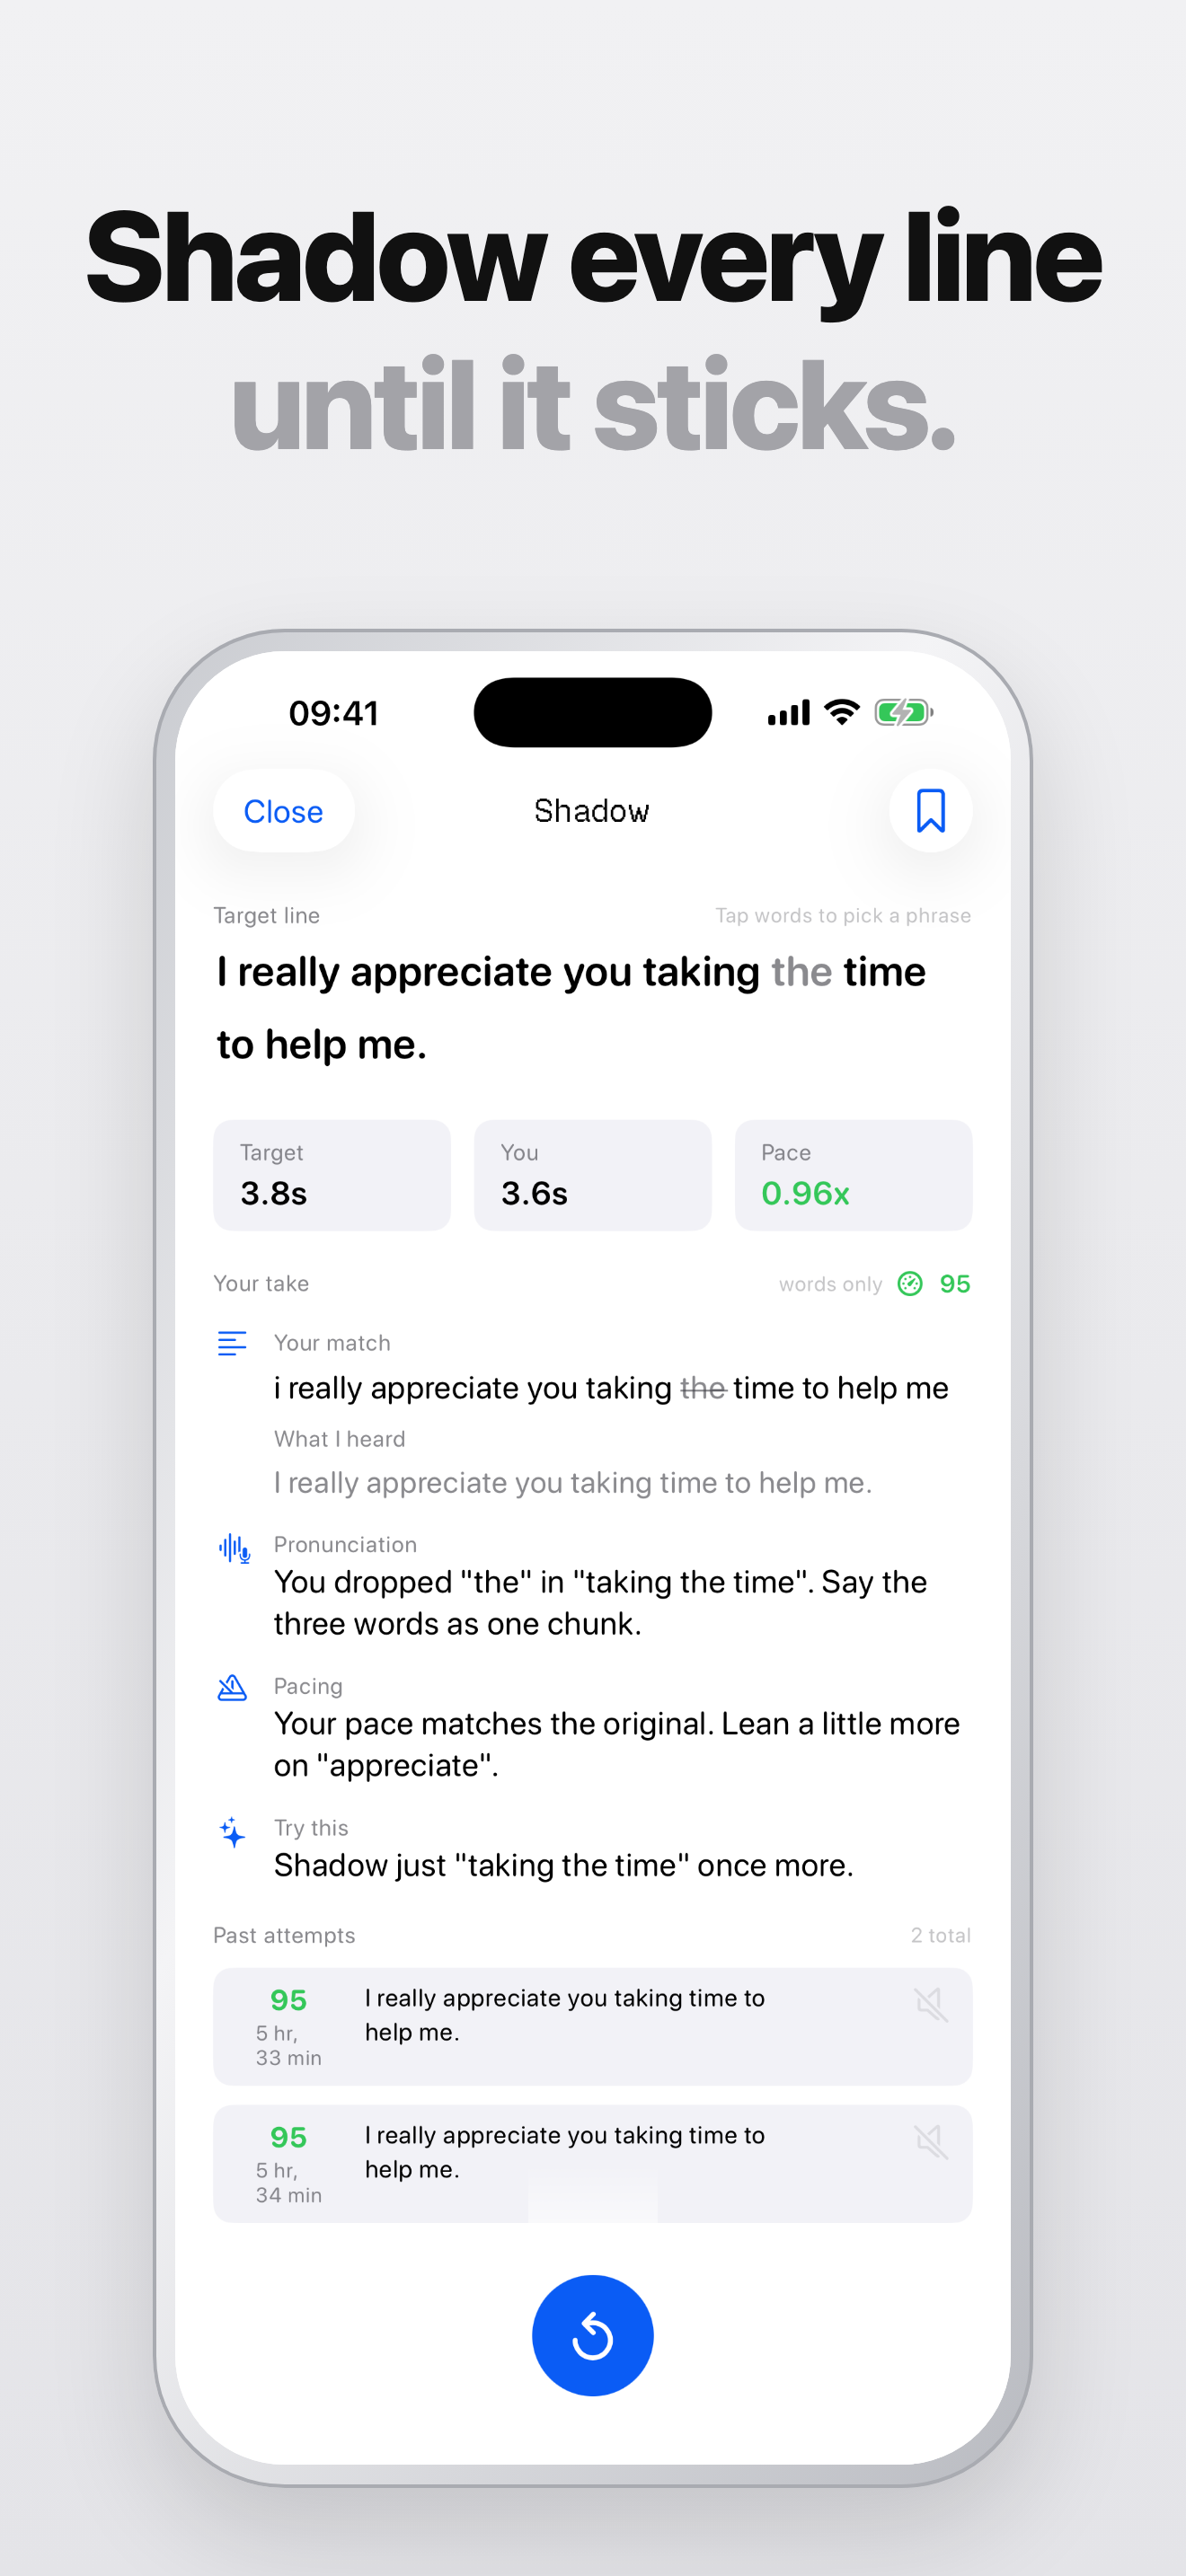 Shadow every line
until it sticks.
09:41
Close
Shadow
Target line
Tap words to pick a phrase
I really appreciate you taking the time
to help me.
Target
3.8s
You
3.6s
Pace
0.96x
Your take
words only
95
Your match
i really appreciate you taking the time to help me
What I heard
I really appreciate you taking time to help me.
Pronunciation
You dropped "the" in "taking the time". Say the
three words as one chunk.
Pacing
Your pace matches the original. Lean a little more
on "appreciate".
Try this
Shadow just "taking the time" once more.
Past attempts
2 total
95
5 hr,
33 min
I really appreciate you taking time to
help me.
95
5 hr,
34 min
I really appreciate you taking time to
help me.